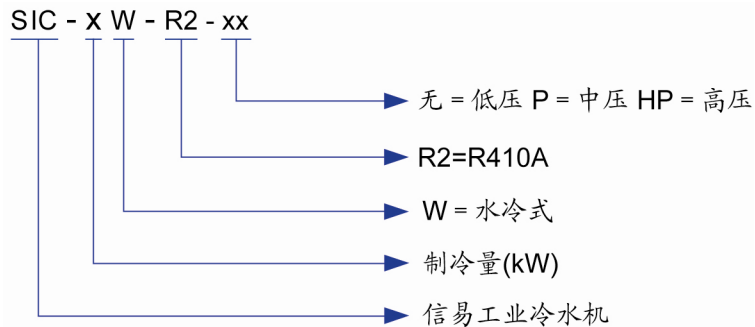 SIC - x W - R2 - xx
无 = 低压 P = 中压 HP = 高压
R2=R410A
W = 水冷式
制冷量(kW)
信易工业冷水机